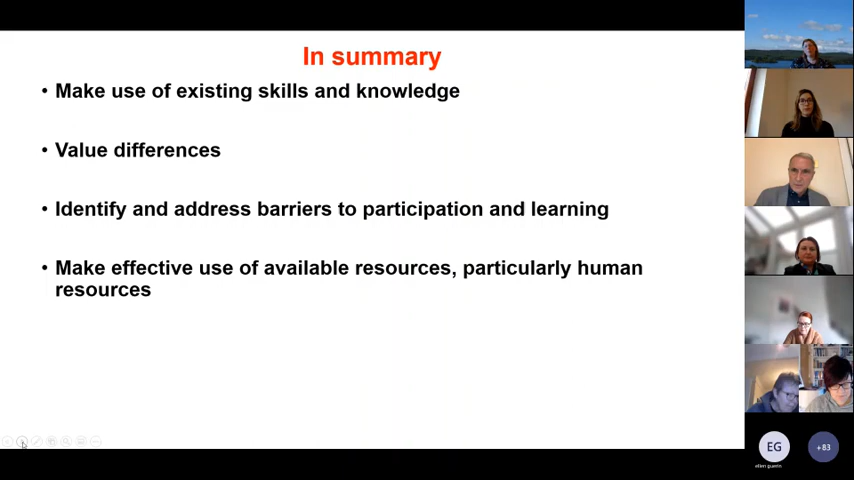 In summary
• Make use of existing skills and knowledge
• Value differences
• Identify and address barriers to participation and learning
• Make effective use of available resources, particularly human
resources
EG
+83
ellen guerin